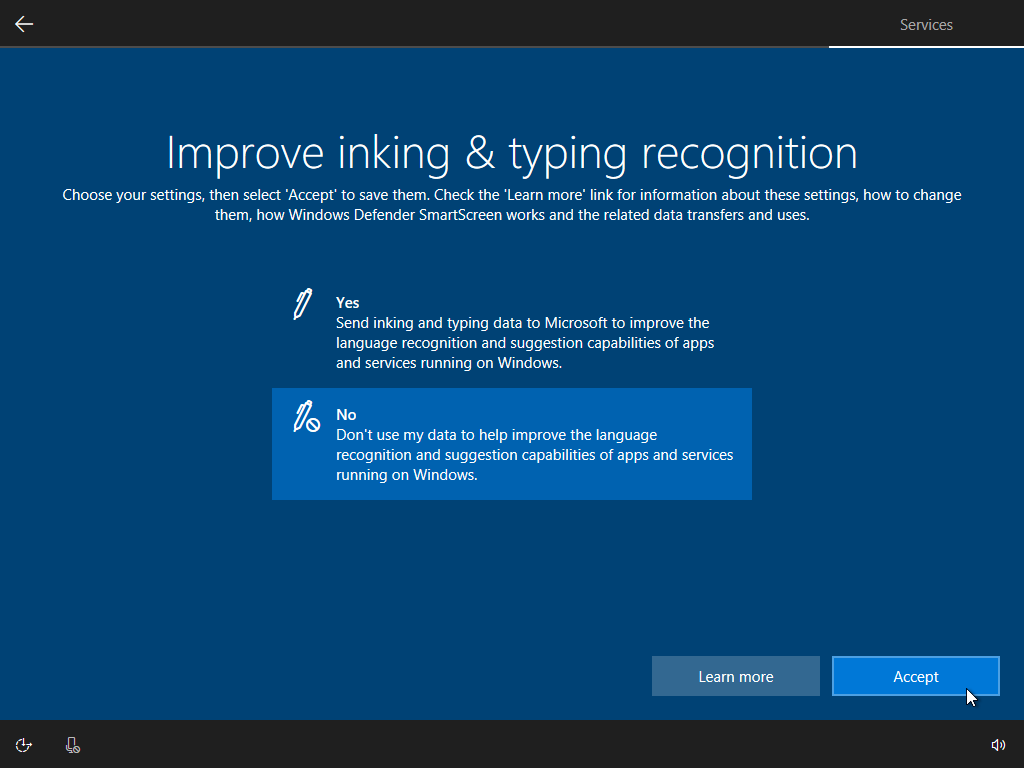 Services
Improve inking & typing recognition
Choose your settings, then select 'Accept' to save them. Check the 'Learn more' link for information about these settings, how to change
them, how Windows Defender SmartScreen works and the related data transfers and uses.
Yes
Send inking and typing data to Microsoft to improve the
language recognition and suggestion capabilities of apps
and services running on Windows.
No
Don't use my data to help improve the language
recognition and suggestion capabilities of apps and services
running on Windows.
Learn more
Accept